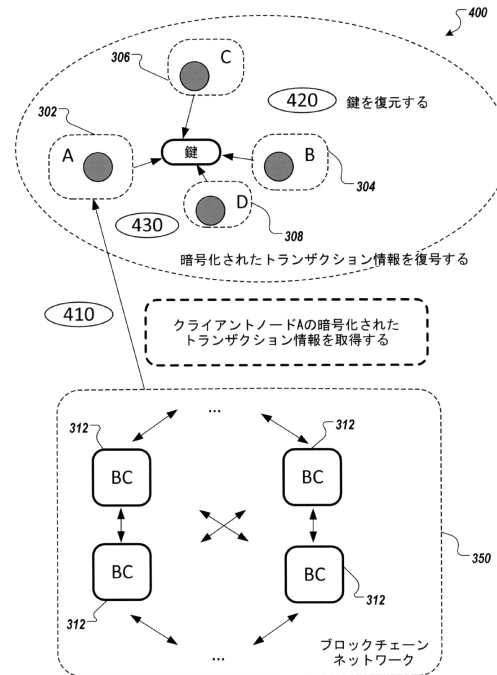 400
306
C
420 鍵を復元する
302
A
鍵
B
304
430
D
308
暗号化されたトランザクション情報を復号する
410
クライアントノードAの暗号化された
トランザクション情報を取得する
...
312
312
BC
BC
350
BC
BC
312
312
...
ブロックチェーン
ネットワーク